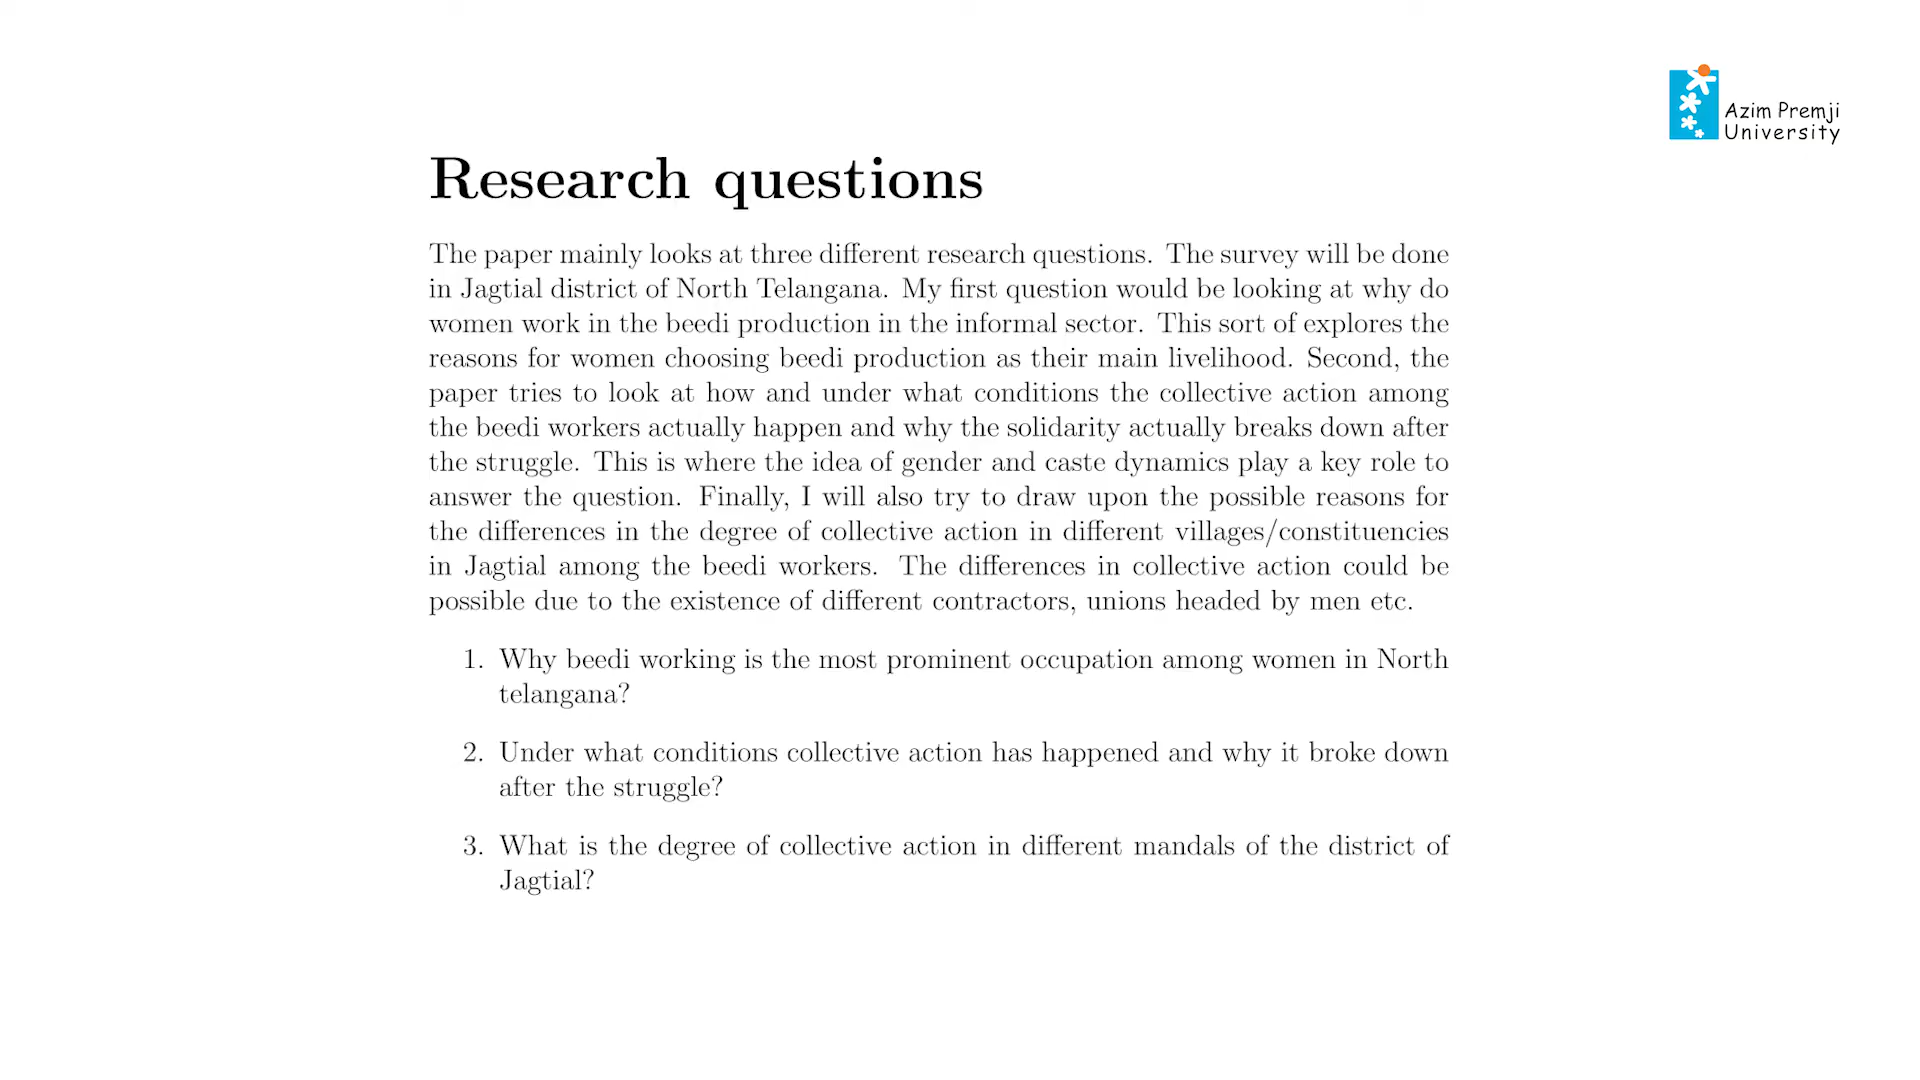 Azim Premji
University
Research questions
The paper mainly looks at three different research questions. The survey will be done
in Jagtial district of North Telangana. My first question would be looking at why do
women work in the beedi production in the informal sector. This sort of explores the
reasons for women choosing beedi production as their main livelihood. Second, the
paper tries to look at how and under what conditions the collective action among
the beedi workers actually happen and why the solidarity actually breaks down after
the struggle. This is where the idea of gender and caste dynamics play a key role to
answer the question. Finally, I will also try to draw upon the possible reasons for
the differences in the degree of collective action in different villages/constituencies
in Jagtial among the beedi workers. The differences in collective action could be
possible due to the existence of different contractors, unions headed by men etc.
1. Why beedi working is the most prominent occupation among women in North
telangana?
2. Under what conditions collective action has happened and why it broke down
after the struggle?
3. What is the degree of collective action in different mandals of the district of
Jagtial?